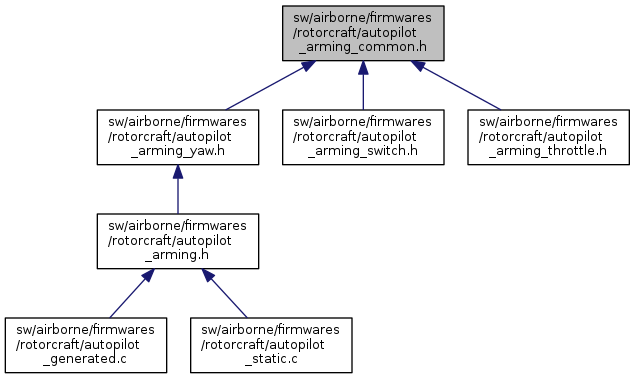 sw/airborne/firmwares
/rotorcraft/autopilot
_arming_common.h
sw/airborne/firmwares
/rotorcraft/autopilot
_arming_yaw.h
sw/airborne/firmwares
/rotorcraft/autopilot
_arming_switch.h
sw/airborne/firmwares
/rotorcraft/autopilot
_arming_throttle.h
sw/airborne/firmwares
/rotorcraft/autopilot
_arming.h
sw/airborne/firmwares
/rotorcraft/autopilot
_generated.c
sw/airborne/firmwares
/rotorcraft/autopilot
_static.c